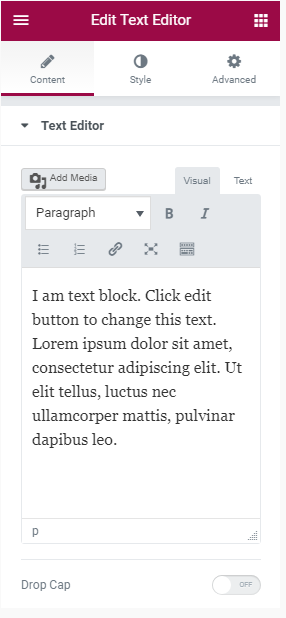 Edit Text Editor
Content Style Advanced
Text Editor
Add Media Visual Text
Paragraph B I
I am text block. Click edit
button to change this text.
Lorem ipsum dolor sit amet,
consectetur adipiscing elit. Ut
elit tellus, luctus nec
ullamcorper mattis, pulvinar
dapibus leo.
p
Drop Cap OFF